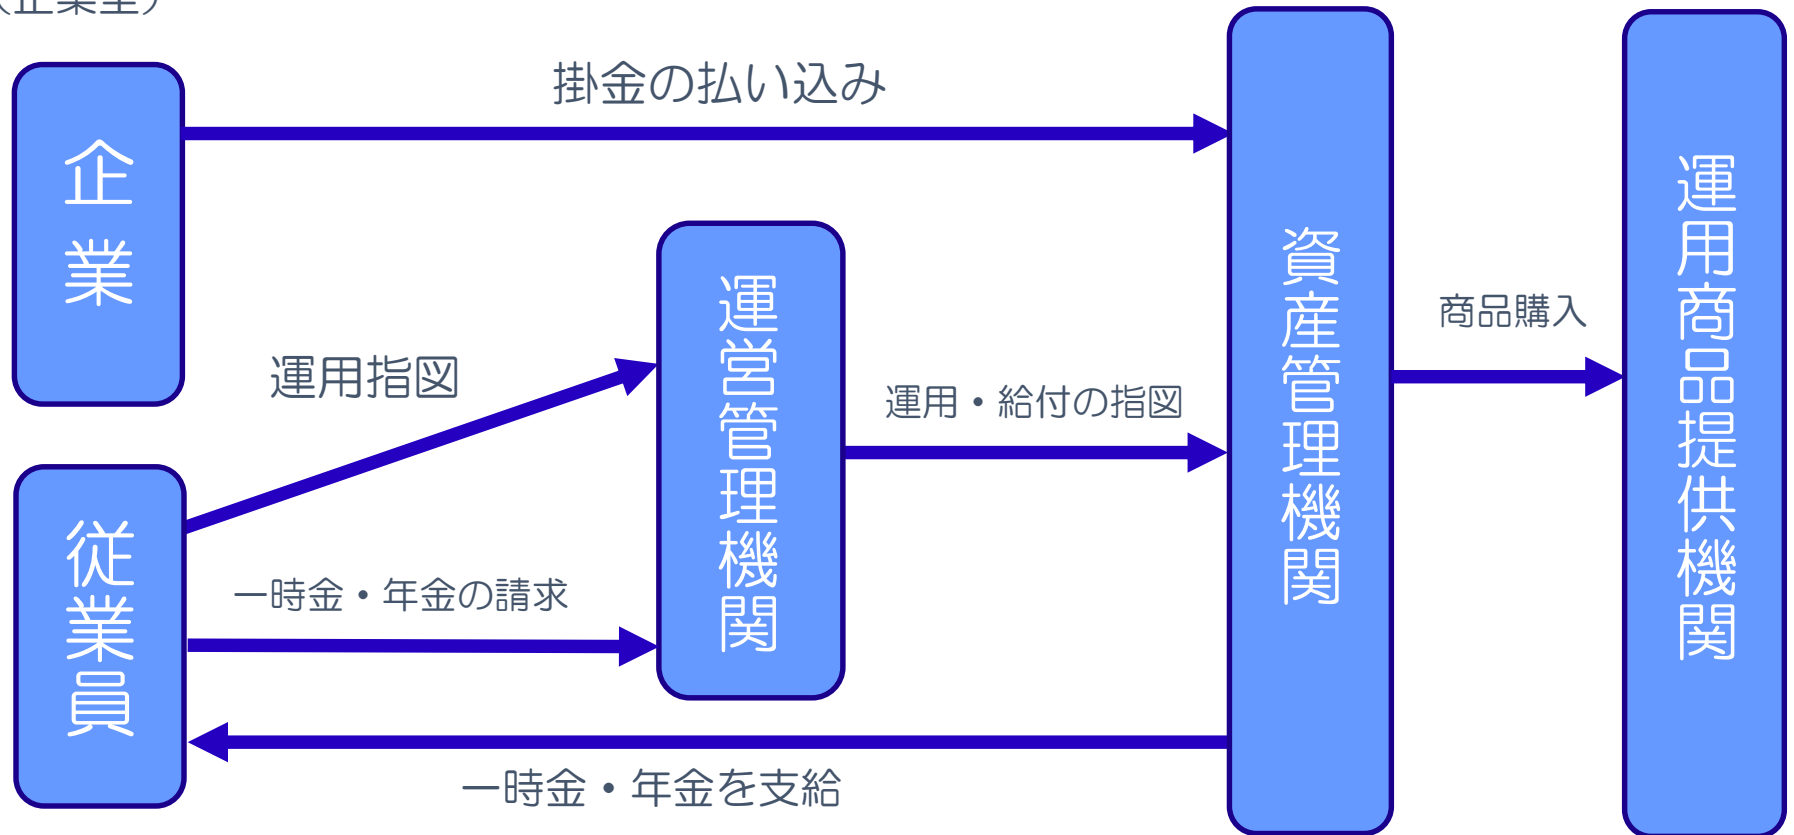 （企業型）
企業
掛金の払い込み
運用指図
運営管理機関
運用・給付の指図
資産管理機関
商品購入
運用商品提供機関
従業員
一時金・年金の請求
一時金・年金を支給